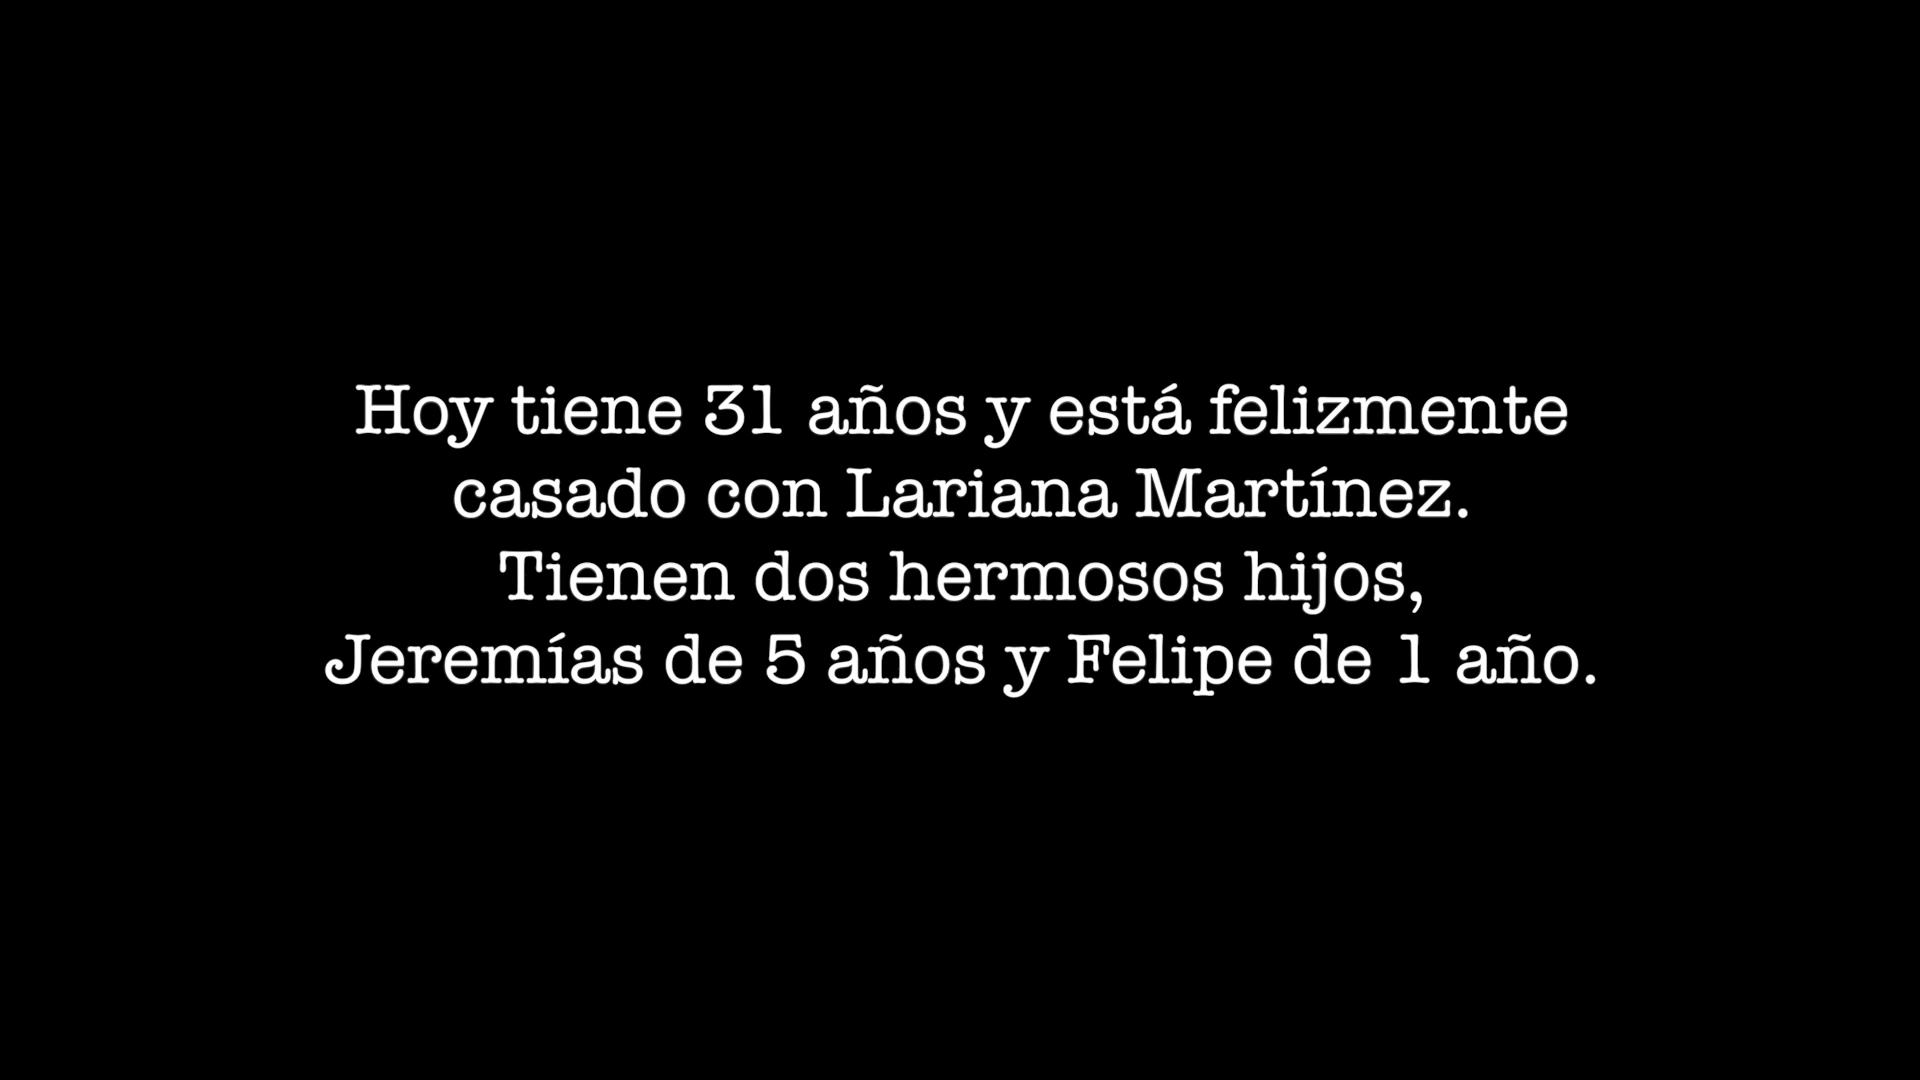 Hoy tiene 31 años y está felizmente
casado con Lariana Martínez.
Tienen dos hermosos hijos,
Jeremías de 5 años y Felipe de 1 año.